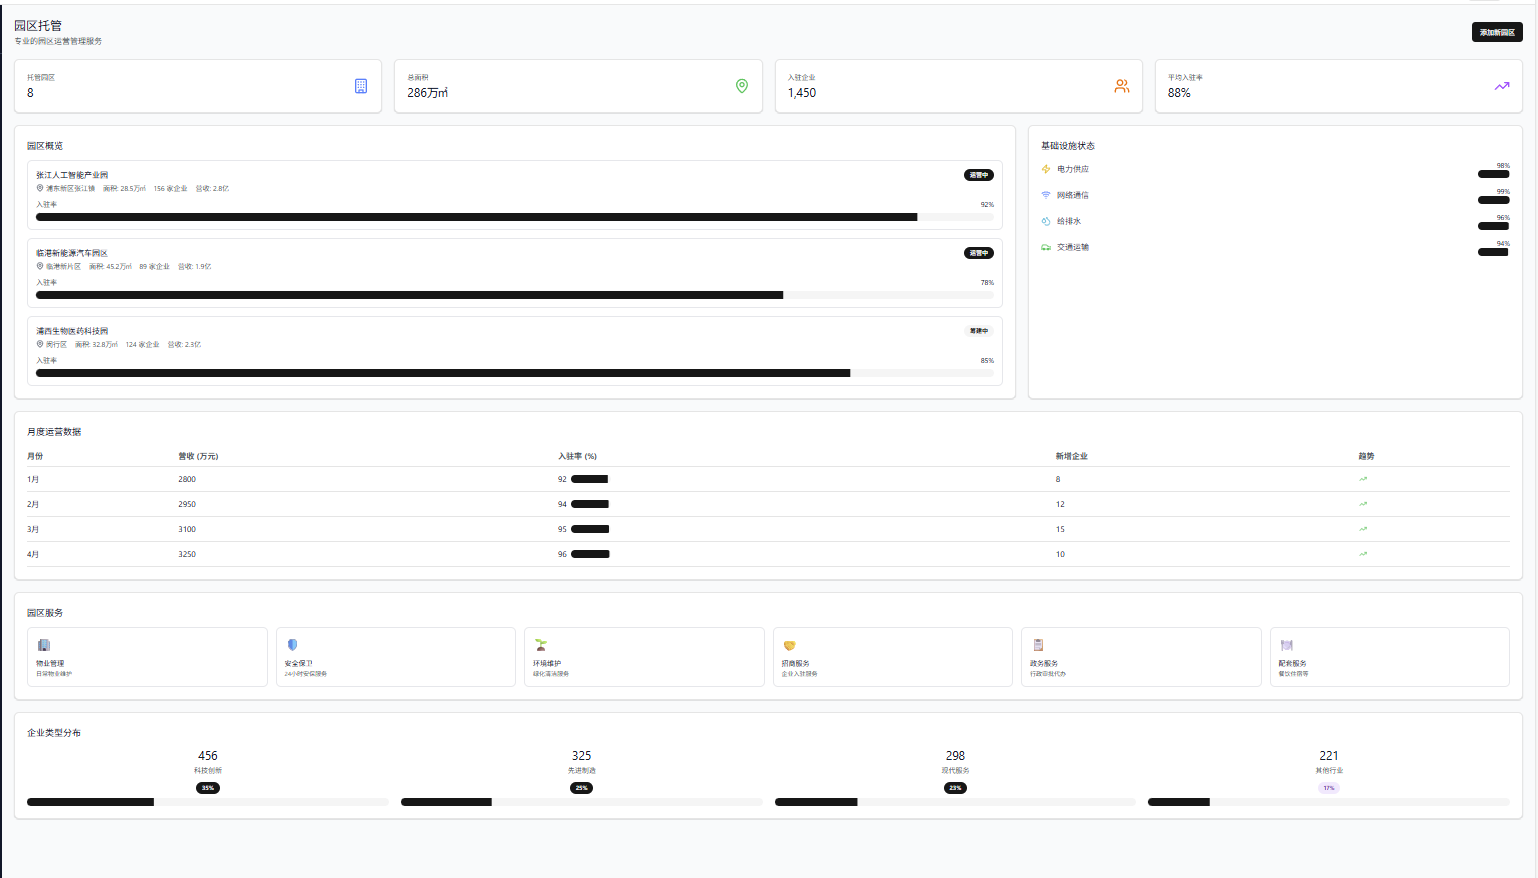 园区托管
专业的园区运营管理服务
添加新园区
托管园区
8
总面积
286万㎡
入驻企业
1,450
平均入驻率
88%
园区概览
张江人工智能产业园
运营中
浦东新区张江镇 面积: 28.5万㎡ 156 家企业 营收: 2.8亿
入驻率 92%
临港新能源汽车园区
运营中
临港新片区 面积: 45.2万㎡ 89 家企业 营收: 1.9亿
入驻率 78%
浦西生物医药科技园
筹建中
闵行区 面积: 32.8万㎡ 124 家企业 营收: 2.3亿
入驻率 85%
基础设施状态
电力供应 98%
网络通信 99%
给排水 96%
交通运输 94%
月度运营数据
月份 营收 (万元) 入驻率 (%) 新增企业 趋势
1月 2800 92 8
2月 2950 94 12
3月 3100 95 15
4月 3250 96 10
园区服务
物业管理
日常物业维护
安全保卫
24小时安保服务
环境维护
绿化清洁服务
招商服务
企业入驻服务
政务服务
行政审批代办
配套服务
餐饮住宿等
企业类型分布
456
科技创新
35%
325
先进制造
25%
298
现代服务
23%
221
其他行业
17%